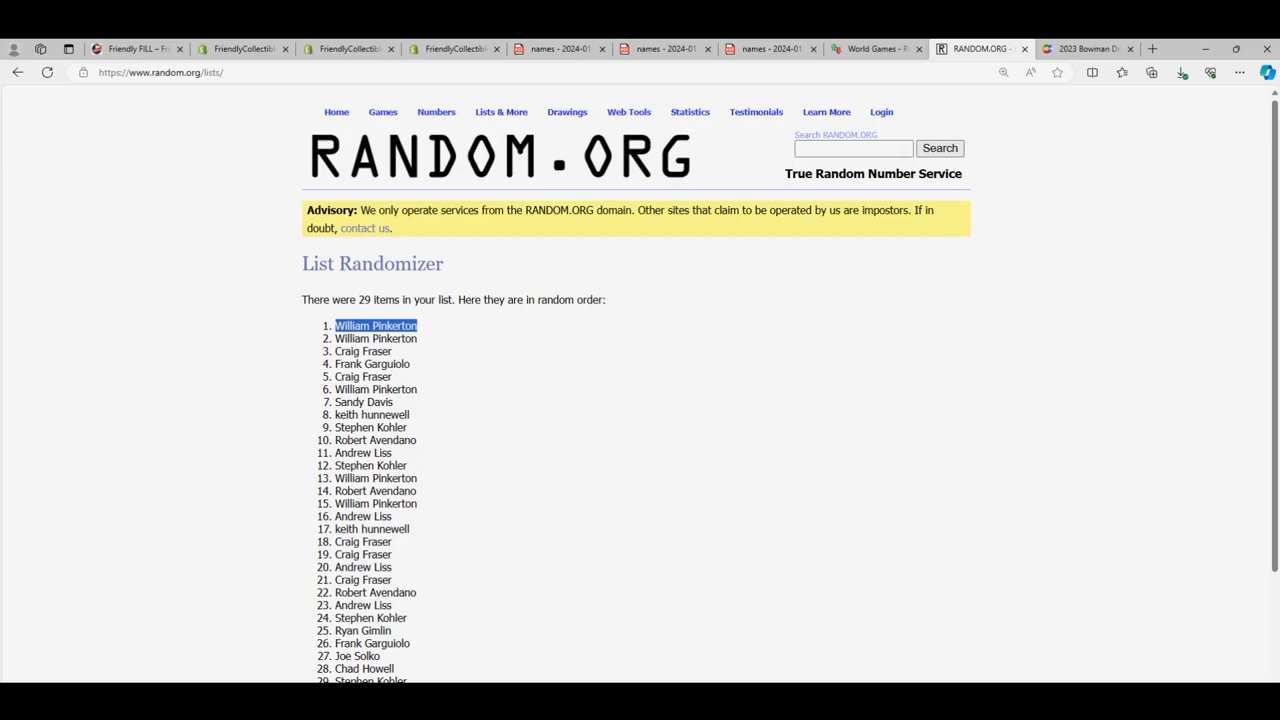 Friendly FILL – Fri
FriendlyCollectibl
FriendlyCollectibl
FriendlyCollectibl
names - 2024-01
names - 2024-01
names - 2024-01
World Games - R
RANDOM.ORG -
2023 Bowman D
https://www.random.org/lists/
Home Games Numbers Lists & More Drawings Web Tools Statistics Testimonials Learn More Login
RANDOM.ORG
Search RANDOM.ORG
Search
True Random Number Service
Advisory: We only operate services from the RANDOM.ORG domain. Other sites that claim to be operated by us are impostors. If in
doubt, contact us.
List Randomizer
There were 29 items in your list. Here they are in random order:
1. William Pinkerton
2. William Pinkerton
3. Craig Fraser
4. Frank Garguiolo
5. Craig Fraser
6. William Pinkerton
7. Sandy Davis
8. keith hunnewell
9. Stephen Kohler
10. Robert Avendano
11. Andrew Liss
12. Stephen Kohler
13. William Pinkerton
14. Robert Avendano
15. William Pinkerton
16. Andrew Liss
17. keith hunnewell
18. Craig Fraser
19. Craig Fraser
20. Andrew Liss
21. Craig Fraser
22. Robert Avendano
23. Andrew Liss
24. Stephen Kohler
25. Ryan Gimlin
26. Frank Garguiolo
27. Joe Solko
28. Chad Howell
29. Stephen Kohler